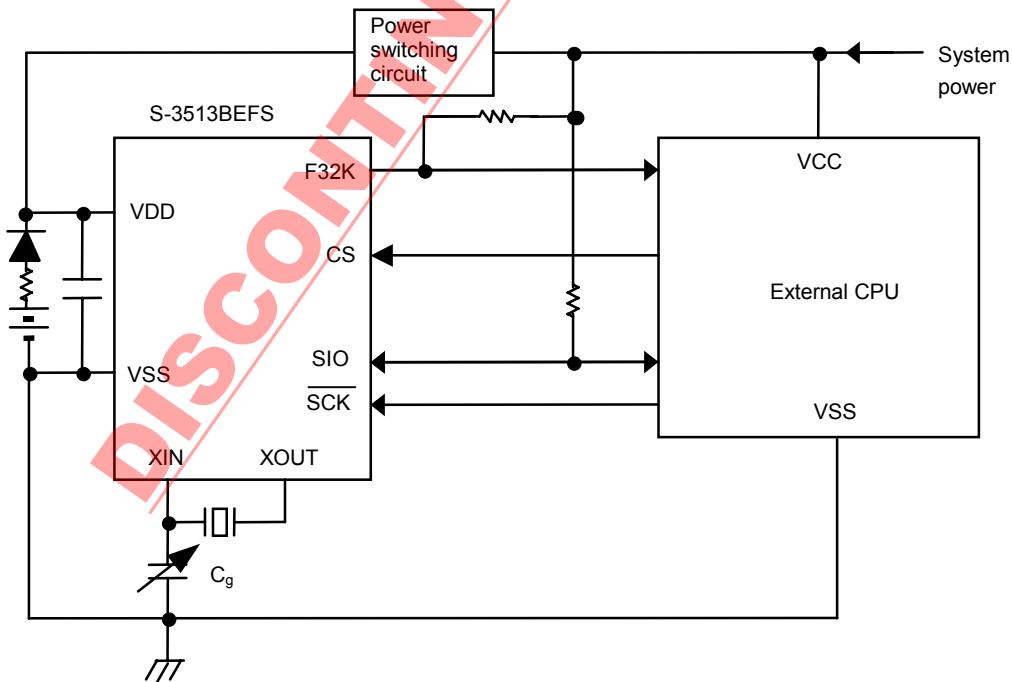 Power
switching
circuit
System
power
S-3513BEFS
F32K
VCC
VDD
CS
External CPU
SIO
VSS
SCK
VSS
XIN
XOUT
Cg
DISCONTIN